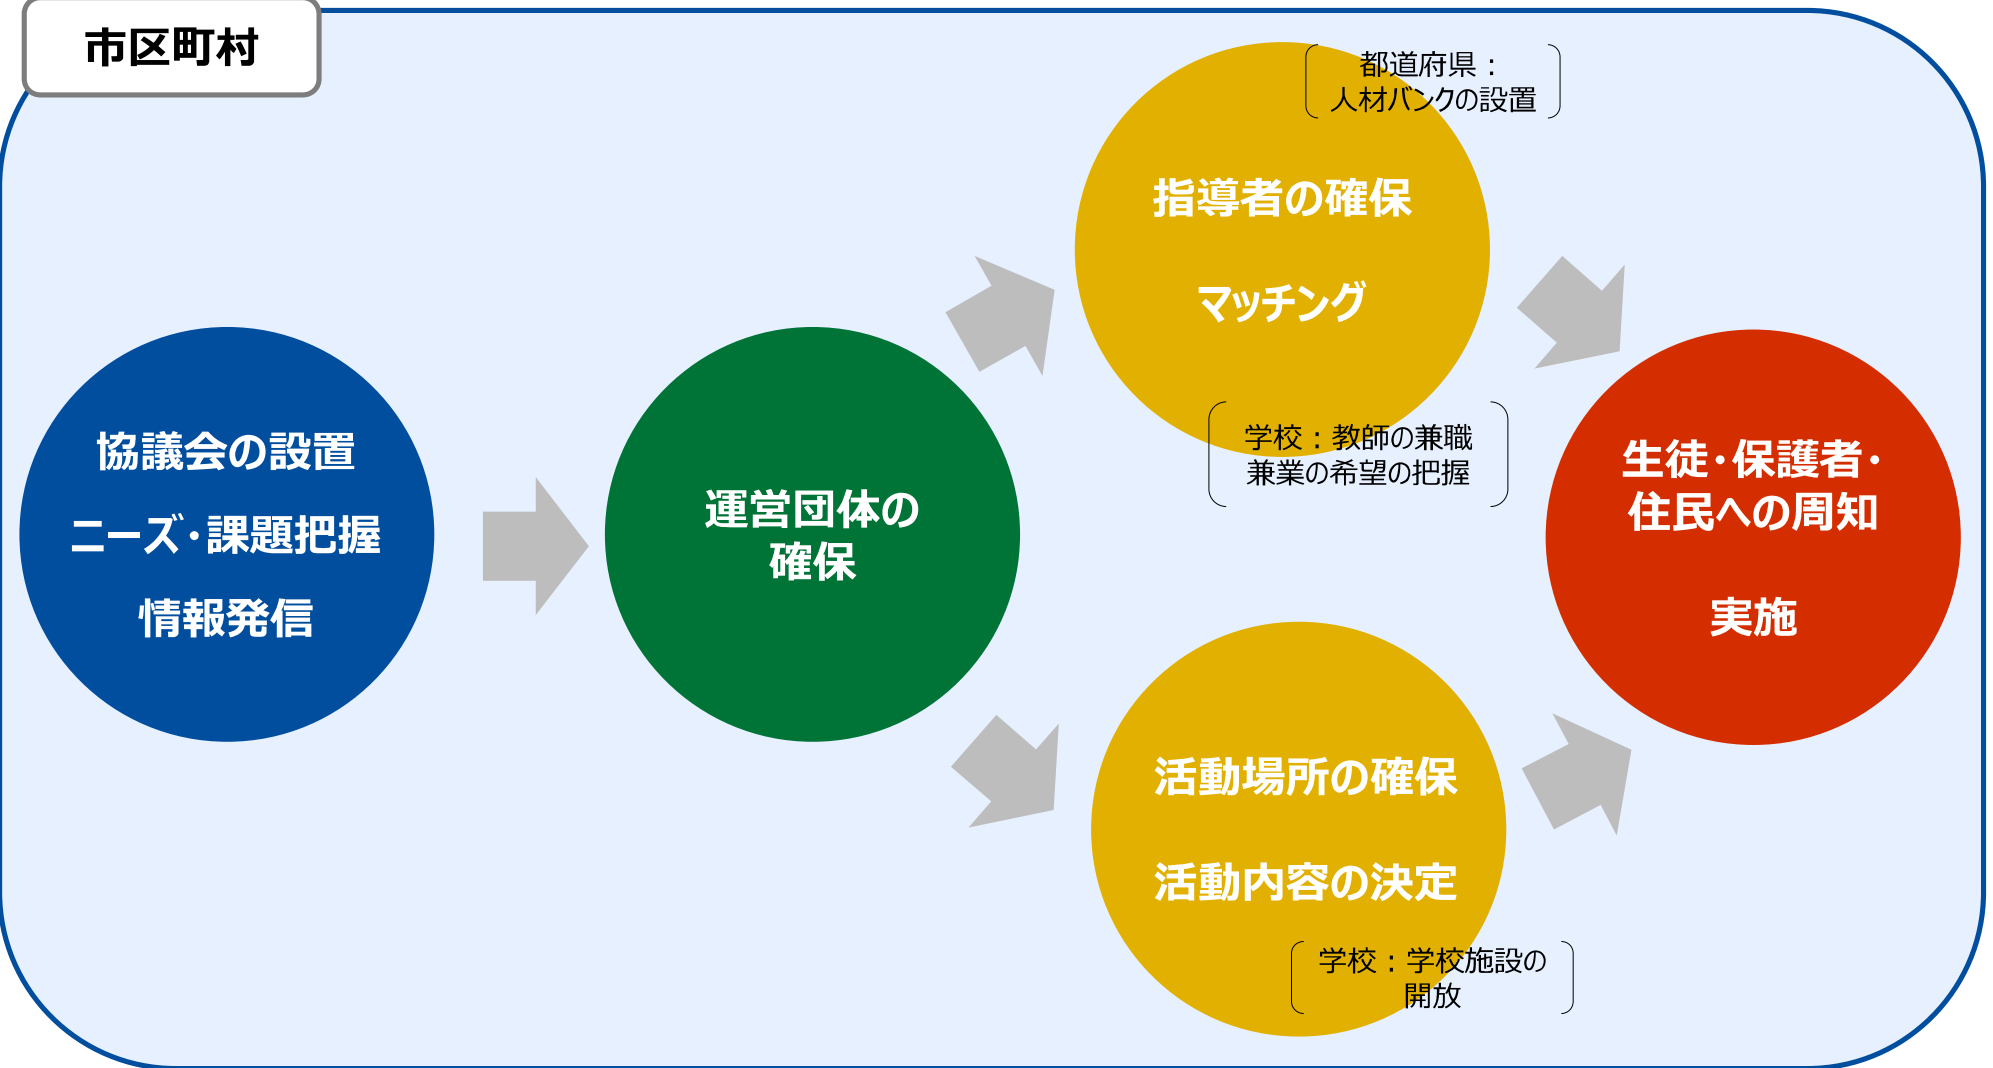 市区町村
協議会の設置
ニーズ・課題把握
情報発信
運営団体の
確保
都道府県：
人材バンクの設置
指導者の確保
マッチング
学校：教師の兼職
兼業の希望の把握
活動場所の確保
活動内容の決定
学校：学校施設の
開放
生徒・保護者・
住民への周知
実施